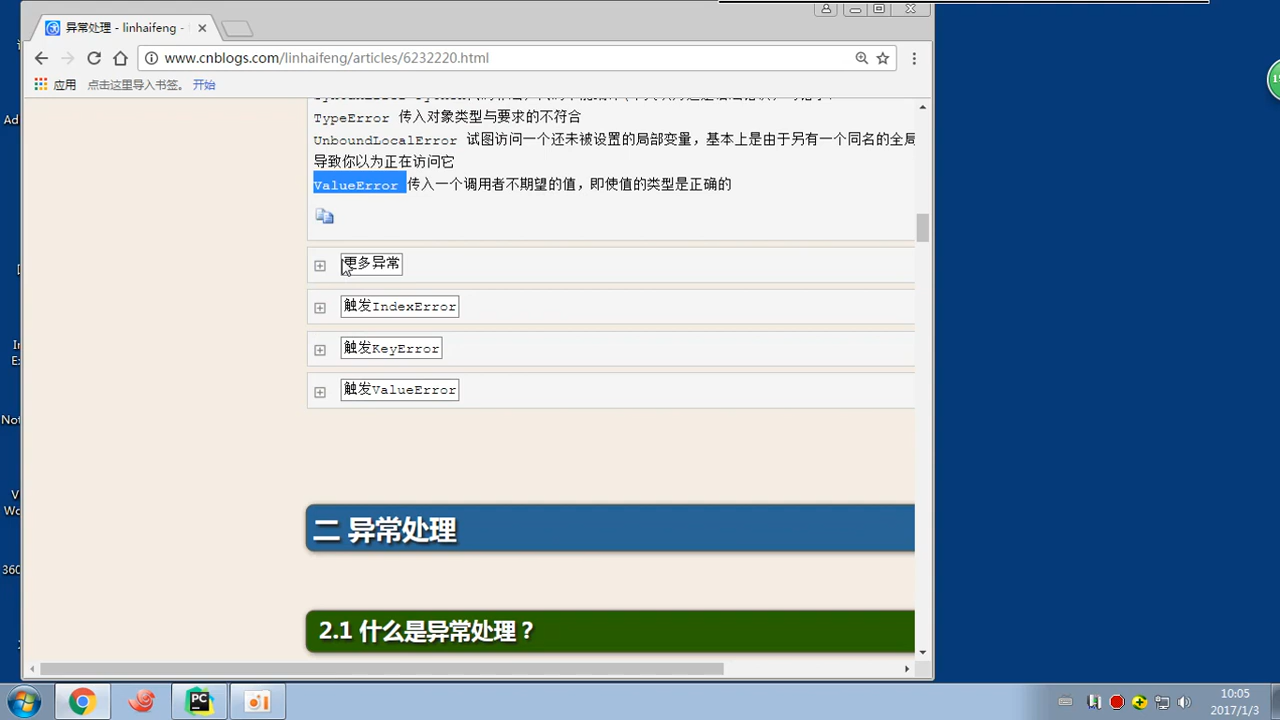 异常处理 - linhaifeng -
www.cnblogs.com/linhaifeng/articles/6232220.html
应用 点击这里导入书签。 开始
TypeError 传入对象类型与要求的不符合
UnboundLocalError 试图访问一个还未被设置的局部变量，基本上是由于另有一个同名的全局
导致你以为正在访问它
ValueError 传入一个调用者不期望的值，即使值的类型是正确的
更多异常
触发IndexError
触发KeyError
触发ValueError
二 异常处理
2.1 什么是异常处理？
Ad
Not
360
PC
10:05
2017/1/3